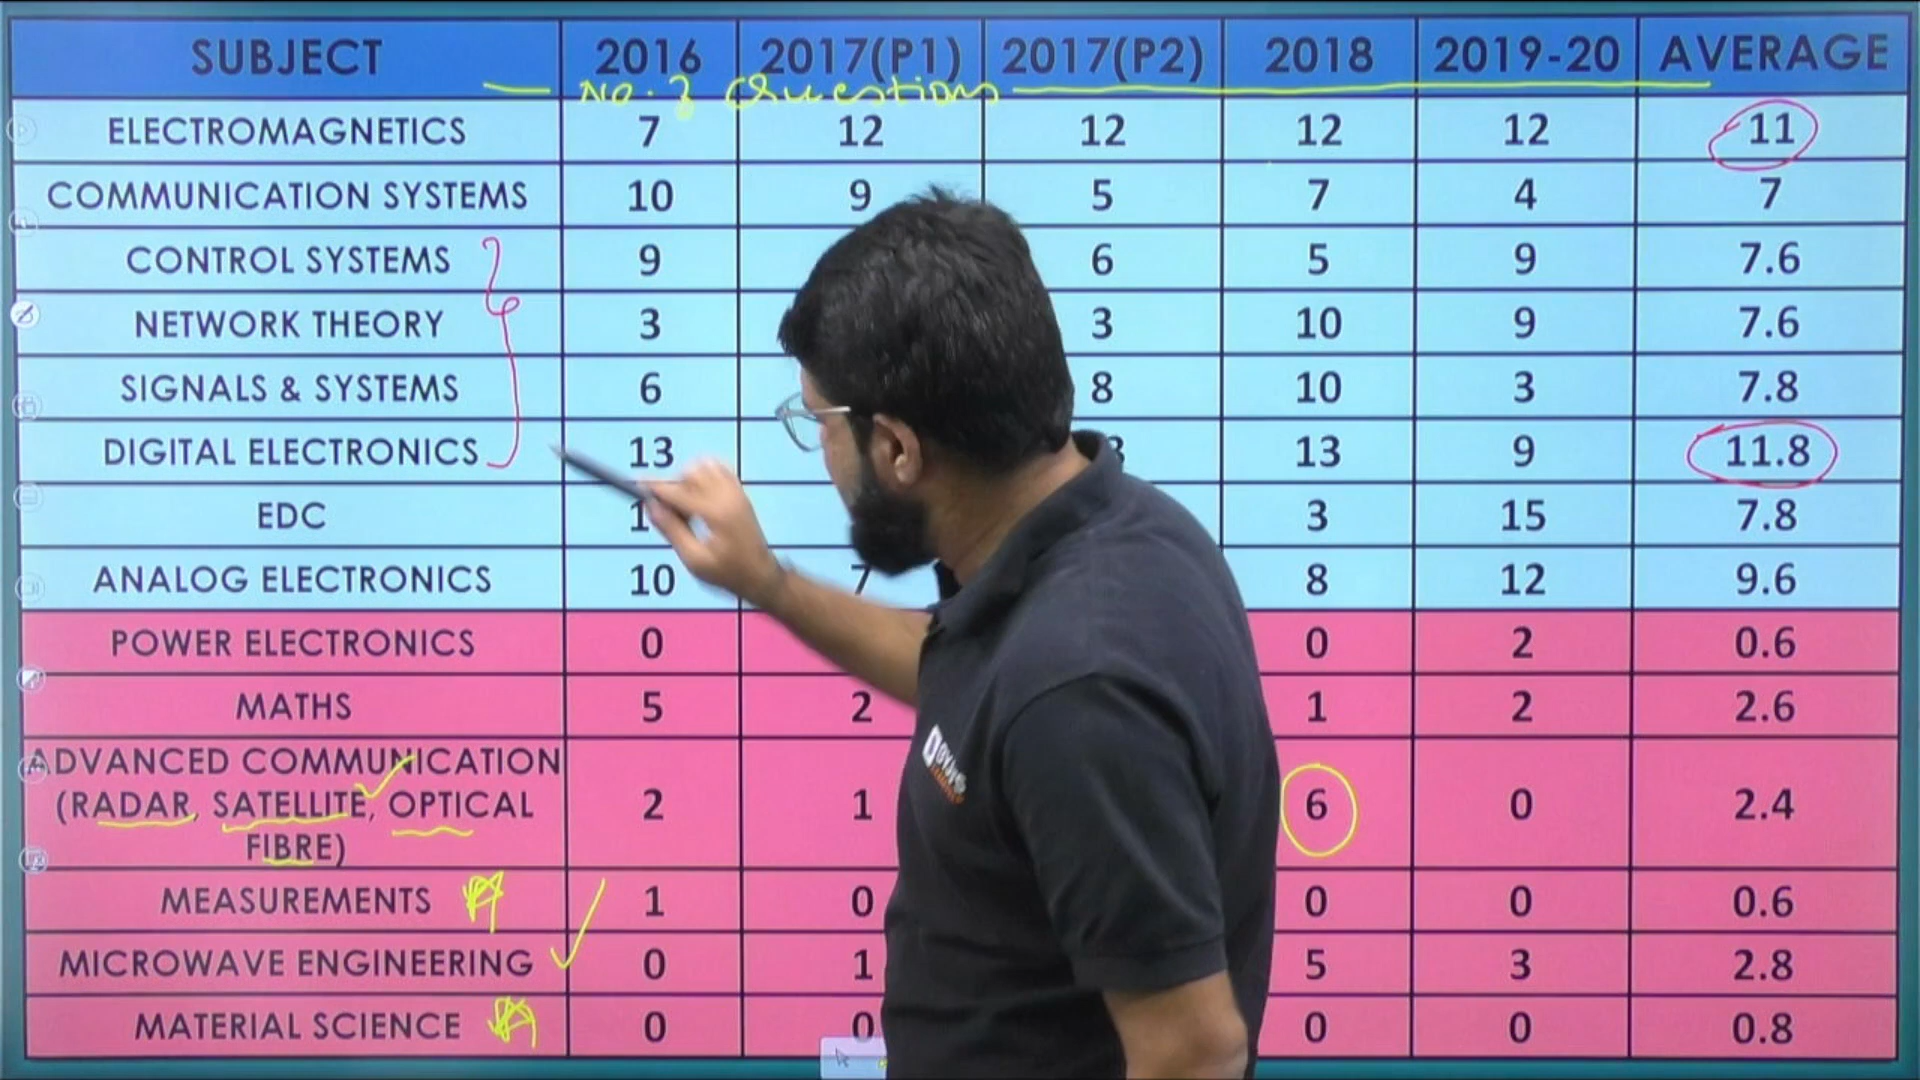 SUBJECT 2016 2017(P1) 2017(P2) 2018 2019-20 AVERAGE
No. of Questions
ELECTROMAGNETICS 7 12 12 12 12 11
COMMUNICATION SYSTEMS 10 9 5 7 4 7
CONTROL SYSTEMS 9 6 5 9 7.6
NETWORK THEORY 3 3 10 9 7.6
SIGNALS & SYSTEMS 6 8 10 3 7.8
DIGITAL ELECTRONICS 13 13 9 11.8
EDC 3 15 7.8
ANALOG ELECTRONICS 10 7 8 12 9.6
POWER ELECTRONICS 0 0 2 0.6
MATHS 5 2 1 2 2.6
ADVANCED COMMUNICATION
(RADAR, SATELLITE, OPTICAL 2 1 6 0 2.4
FIBRE)
MEASUREMENTS 1 0 0 0 0.6
MICROWAVE ENGINEERING 0 1 5 3 2.8
MATERIAL SCIENCE 0 0 0 0 0.8